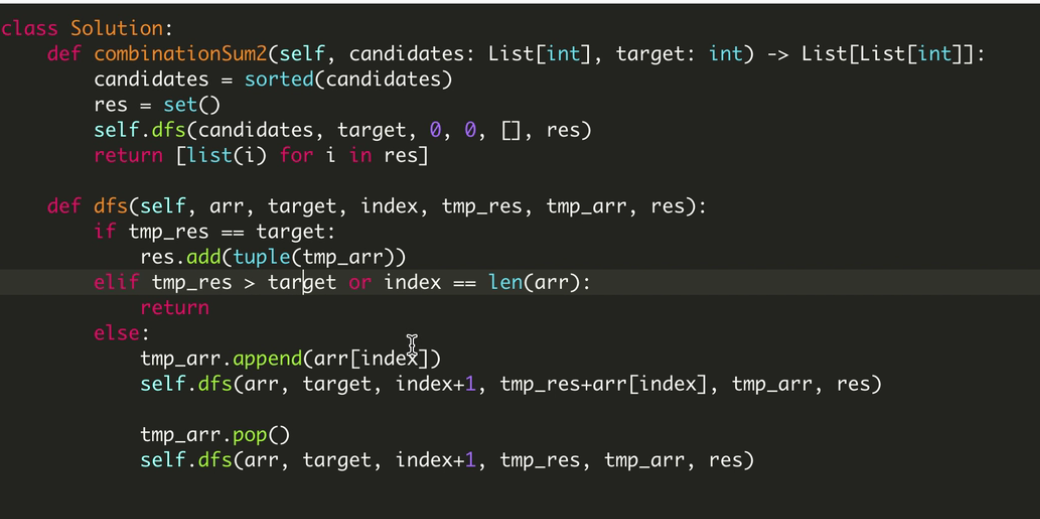 class Solution:
    def combinationSum2(self, candidates: List[int], target: int) -> List[List[int]]:
        candidates = sorted(candidates)
        res = set()
        self.dfs(candidates, target, 0, 0, [], res)
        return [list(i) for i in res]

    def dfs(self, arr, target, index, tmp_res, tmp_arr, res):
        if tmp_res == target:
            res.add(tuple(tmp_arr))
        elif tmp_res > target or index == len(arr):
            return
        else:
            tmp_arr.append(arr[index])
            self.dfs(arr, target, index+1, tmp_res+arr[index], tmp_arr, res)

            tmp_arr.pop()
            self.dfs(arr, target, index+1, tmp_res, tmp_arr, res)